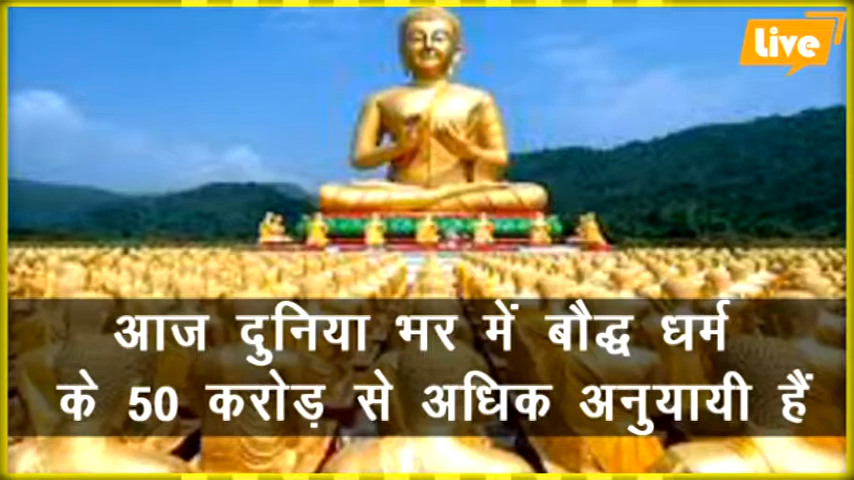 Live
आज दुनिया भर में बौद्ध धर्म
के 50 करोड़ से अधिक अनुयायी हैं